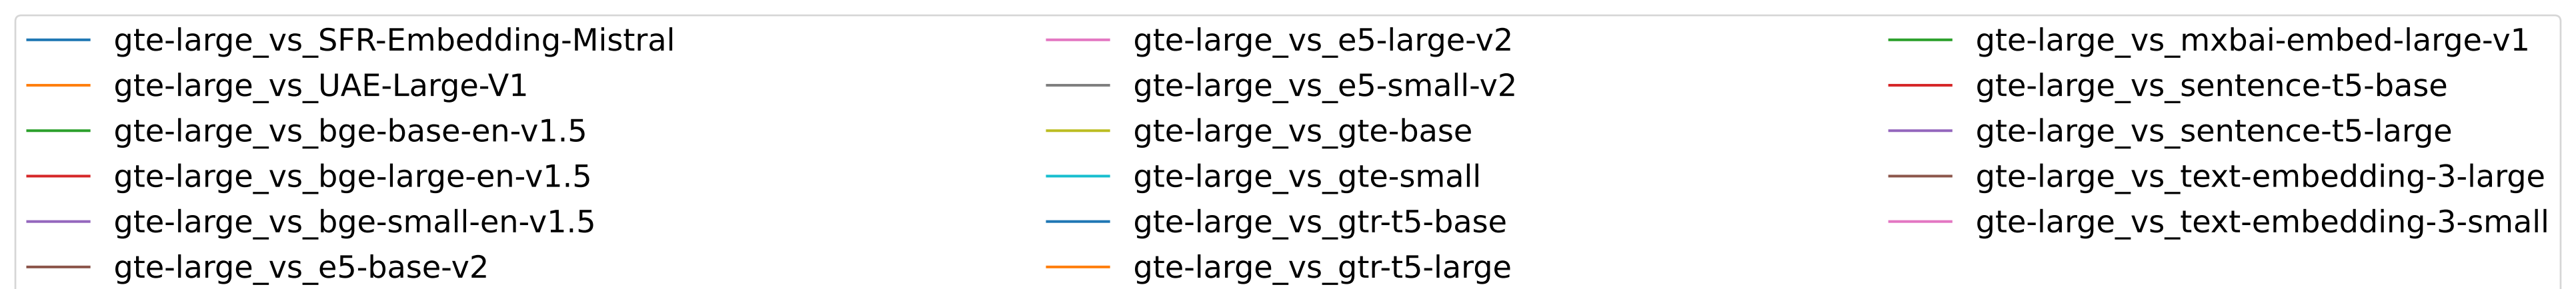 gte-large_vs_SFR-Embedding-Mistral
gte-large_vs_UAE-Large-V1
gte-large_vs_bge-base-en-v1.5
gte-large_vs_bge-large-en-v1.5
gte-large_vs_bge-small-en-v1.5
gte-large_vs_e5-base-v2
gte-large_vs_e5-large-v2
gte-large_vs_e5-small-v2
gte-large_vs_gte-base
gte-large_vs_gte-small
gte-large_vs_gtr-t5-base
gte-large_vs_gtr-t5-large
gte-large_vs_mxbai-embed-large-v1
gte-large_vs_sentence-t5-base
gte-large_vs_sentence-t5-large
gte-large_vs_text-embedding-3-large
gte-large_vs_text-embedding-3-small